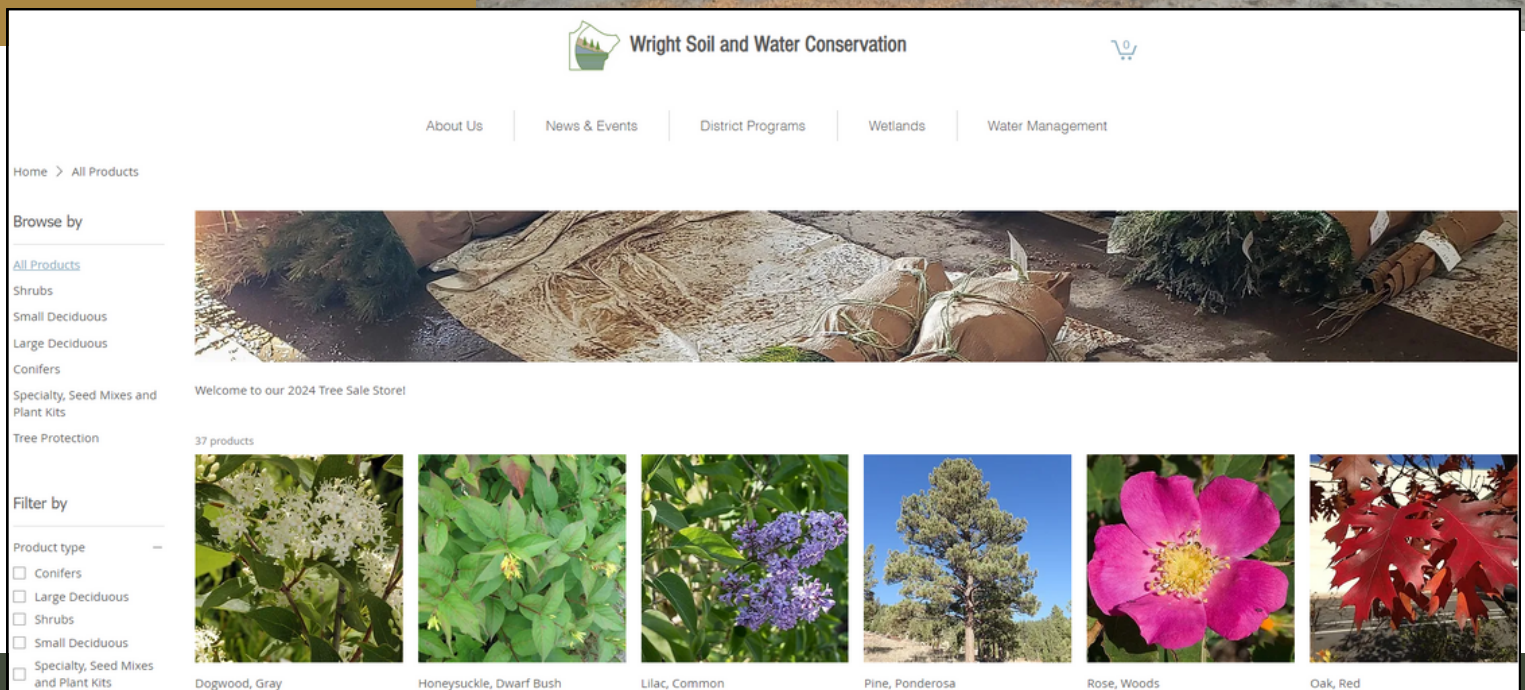 Wright Soil and Water Conservation
0
About Us
News & Events
District Programs
Wetlands
Water Management
Home > All Products
Browse by
All Products
Shrubs
Small Deciduous
Large Deciduous
Conifers
Specialty, Seed Mixes and
Plant Kits
Tree Protection
Filter by
Product type
Conifers
Large Deciduous
Shrubs
Small Deciduous
Specialty, Seed Mixes
and Plant Kits
Welcome to our 2024 Tree Sale Store!
37 products
Dogwood, Gray
Honeysuckle, Dwarf Bush
Lilac, Common
Pine, Ponderosa
Rose, Woods
Oak, Red